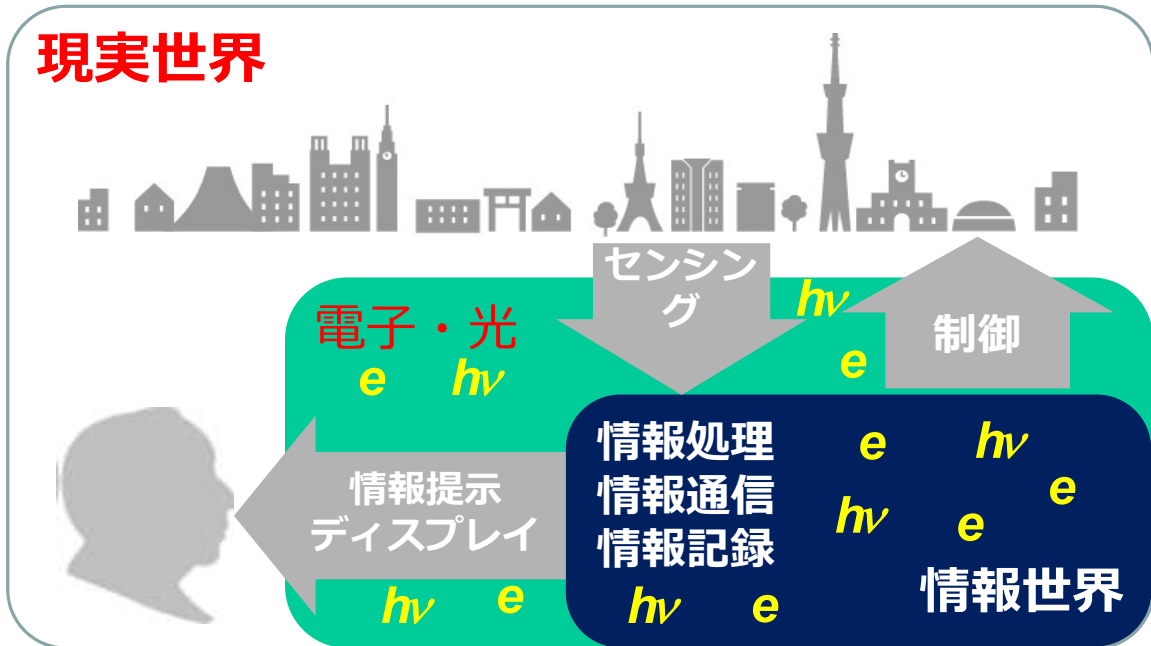 現実世界
センシン
グ
hν
制御
電子・光
e
e hν
情報処理
情報通信
情報記録
e hν
e
hν e
情報提示
ディスプレイ
情報世界
hν e
hν e